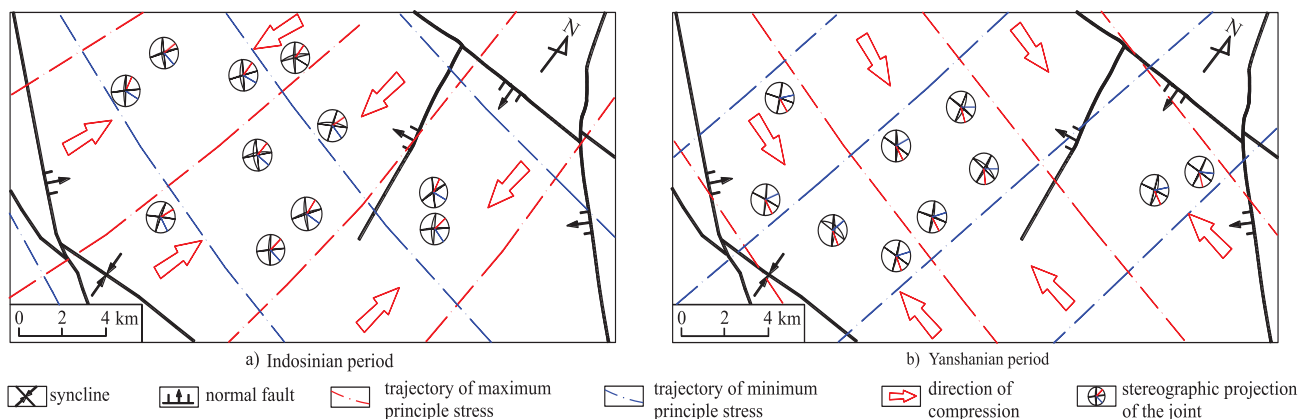 N
N
0 2 4 km
0 2 4 km
a) Indosinian period
b) Yanshanian period
syncline
normal fault
trajectory of maximum
principle stress
trajectory of minimum
principle stress
direction of
compression
stereographic projection
of the joint